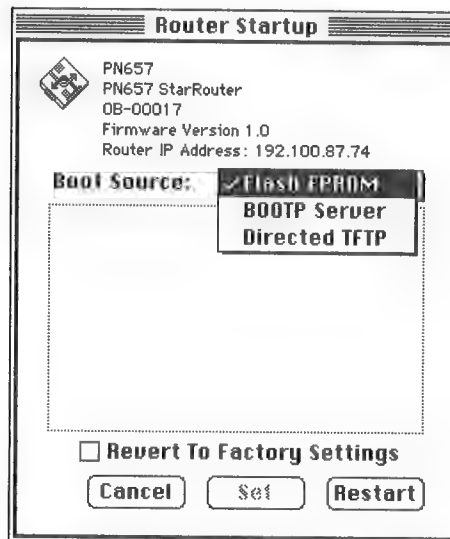 Router Startup
PN657
PN657 StarRouter
OB-00017
Firmware Version 1.0
Router IP Address: 192.100.87.74
Boot Source: ✓Flash EPROM
BOOTP Server
Directed TFTP
Revert To Factory Settings
Cancel Set Restart